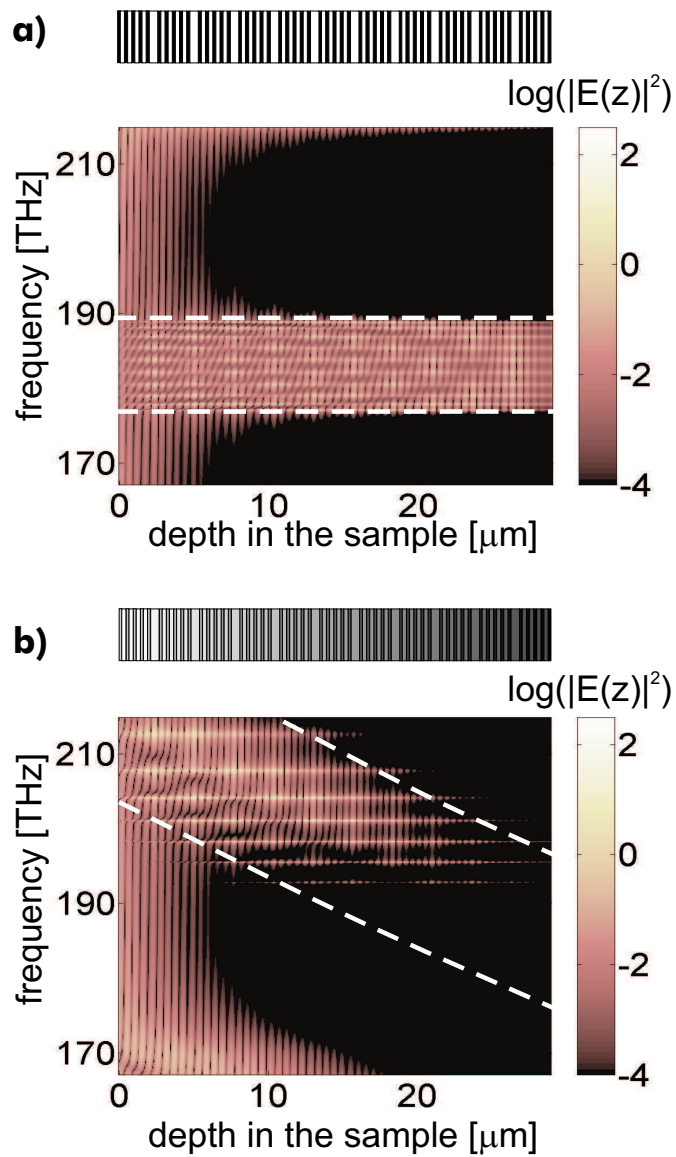 a)
log(|E(z)|²)
frequency [THz]
210
190
170
2
0
-2
-4
0
10
20
depth in the sample [μm]
b)
log(|E(z)|²)
frequency [THz]
210
190
170
2
0
-2
-4
0
10
20
depth in the sample [μm]